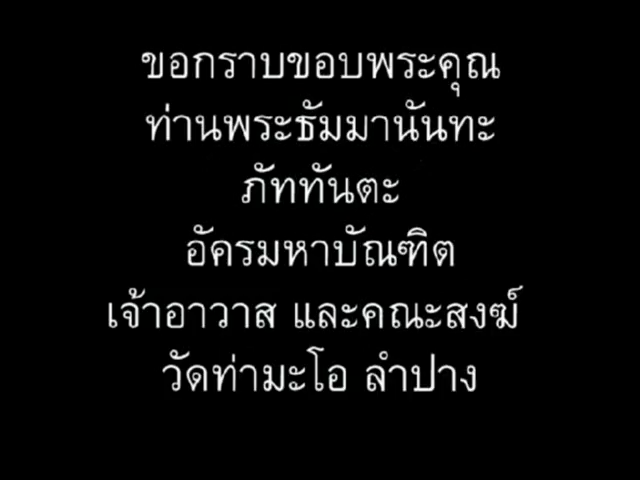 ขอกราบขอบพระคุณ
ท่านพระธัมมานันทะ
ภัททันตะ
อัครมหาบัณฑิต
เจ้าอาวาส และคณะสงฆ์
วัดท่ามะโอ ลำปาง